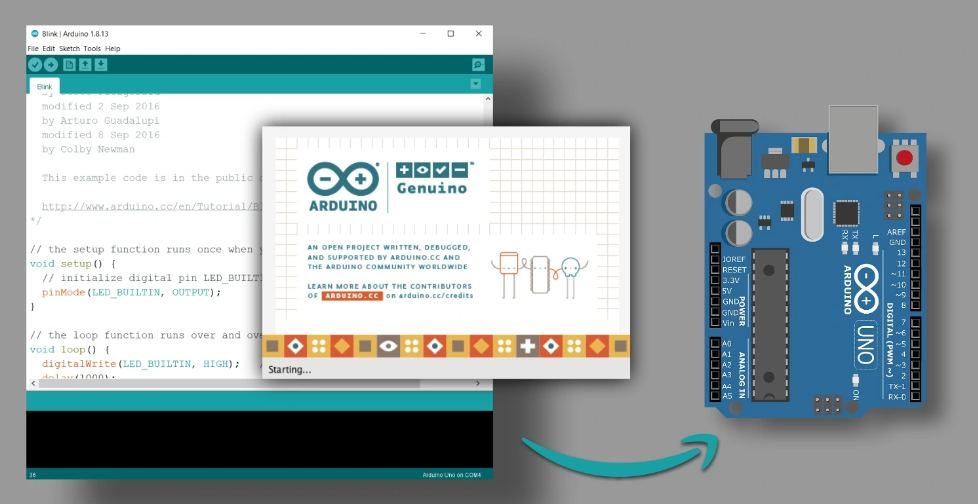 Blink | Arduino 1.8.13
File Edit Sketch Tools Help
Blink
modified 2 Sep 2016
by Arturo Guadalupi
modified 8 Sep 2016
by Colby Newman
This example code is in the public
http://www.arduino.cc/en/Tutorial/Bl
*/
// the setup function runs once when y
void setup() {
// initialize digital pin LED_BUILTI
pinMode(LED_BUILTIN, OUTPUT);
}
// the loop function runs over and ove
void loop() {
digitalWrite(LED_BUILTIN, HIGH);
delay(1000);
36
Arduino Uno on COM4
ARDUINO
Genuino
TM
AN OPEN PROJECT WRITTEN, DEBUGGED,
AND SUPPORTED BY ARDUINO.CC AND
THE ARDUINO COMMUNITY WORLDWIDE
LEARN MORE ABOUT THE CONTRIBUTORS
OF ARDUINO.CC on arduino.cc/credits
Starting...
RX
TX
L
IOREF
RESET
3.3V
5V
GND
GND
Vin
POWER
A0
A1
A2
A3
A4
A5
ANALOG IN
ARDUINO
UNO
ON
AREF
GND
13
12
~11
~10
~9
8
7
~6
~5
4
~3
2
TX→1
RX←0
DIGITAL (PWM ~)